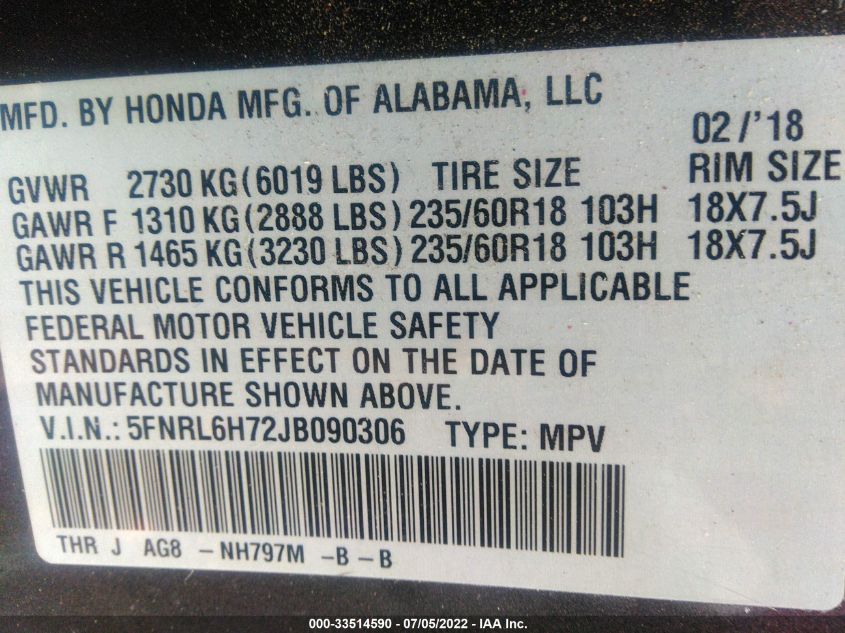 MFD. BY HONDA MFG. OF ALABAMA, LLC
02/'18
GVWR 2730 KG(6019 LBS) TIRE SIZE RIM SIZE
GAWR F 1310 KG(2888 LBS) 235/60R18 103H 18X7.5J
GAWR R 1465 KG(3230 LBS) 235/60R18 103H 18X7.5J
THIS VEHICLE CONFORMS TO ALL APPLICABLE
FEDERAL MOTOR VEHICLE SAFETY
STANDARDS IN EFFECT ON THE DATE OF
MANUFACTURE SHOWN ABOVE.
V.I.N.: 5FNRL6H72JB090306 TYPE: MPV
THR J AG8 -NH797M -B-B
000-33514590 - 07/05/2022 - IAA Inc.